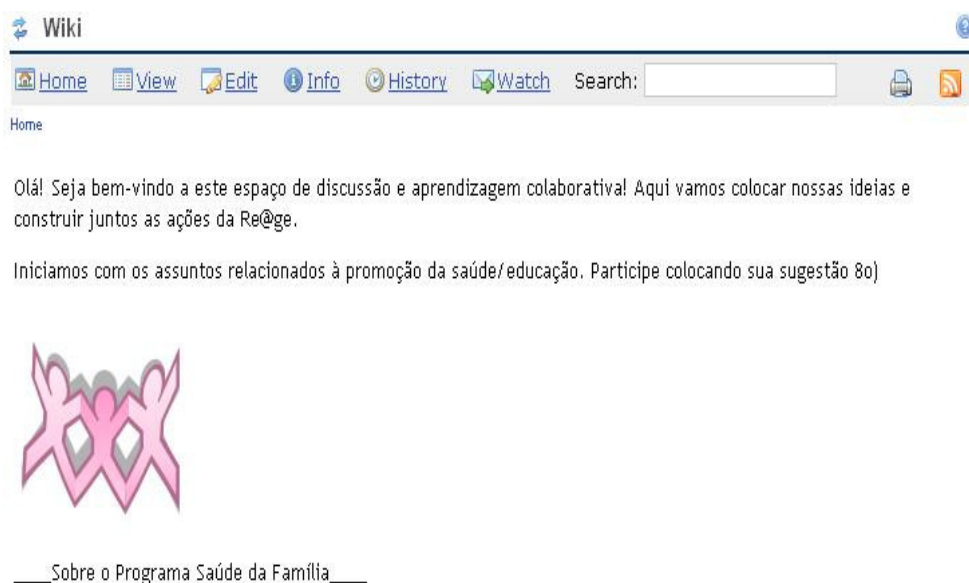 Wiki
Home View Edit Info History Watch Search:
Home
Olá! Seja bem-vindo a este espaço de discussão e aprendizagem colaborativa! Aqui vamos colocar nossas ideias e
construir juntos as ações da Re@ge.
Iniciamos com os assuntos relacionados à promoção da saúde/educação. Participe colocando sua sugestão 8o)
____Sobre o Programa Saúde da Família____